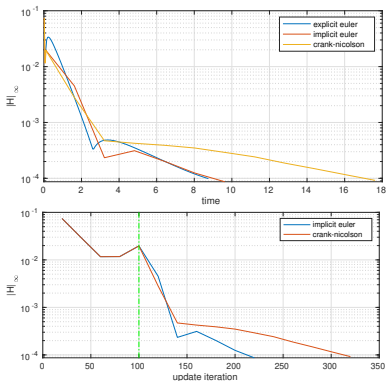 10^-1
explicit euler
implicit euler
crank-nicolson
10^-2
|H|_∞
10^-3
10^-4
0 2 4 6 8 10 12 14 16 18
time
10^-1
implicit euler
crank-nicolson
10^-2
|H|_∞
10^-3
10^-4
0 50 100 150 200 250 300 350
update iteration